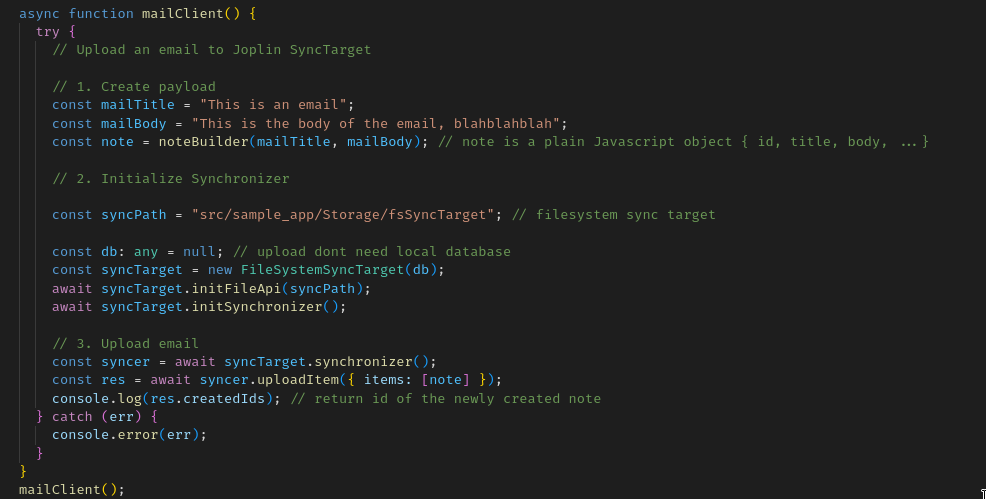 async function mailClient() {
  try {
    // Upload an email to Joplin SyncTarget

    // 1. Create payload
    const mailTitle = "This is an email";
    const mailBody = "This is the body of the email, blahblahblah";
    const note = noteBuilder(mailTitle, mailBody); // note is a plain Javascript object { id, title, body, ...}

    // 2. Initialize Synchronizer

    const syncPath = "src/sample_app/Storage/fsSyncTarget"; // filesystem sync target

    const db: any = null; // upload dont need local database
    const syncTarget = new FileSystemSyncTarget(db);
    await syncTarget.initFileApi(syncPath);
    await syncTarget.initSynchronizer();

    // 3. Upload email
    const syncer = await syncTarget.synchronizer();
    const res = await syncer.uploadItem({ items: [note] });
    console.log(res.createdIds); // return id of the newly created note
  } catch (err) {
    console.error(err);
  }
}
mailClient();